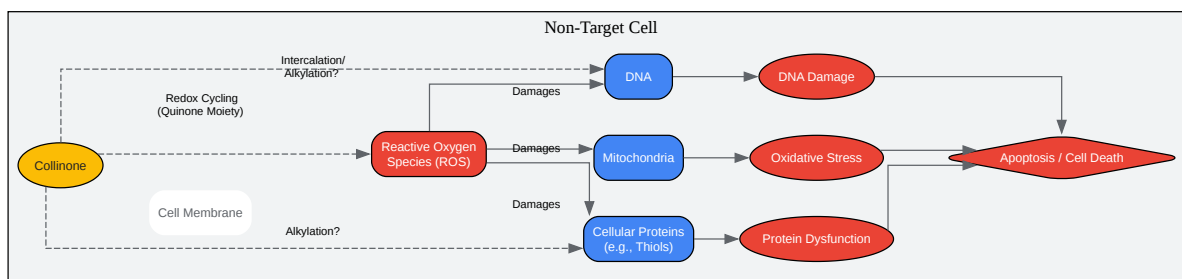 Non-Target Cell
Intercalation/
Alkylation?
DNA
DNA Damage
Damages
Redox Cycling
(Quinone Moiety)
Collinone
Reactive Oxygen
Species (ROS)
Damages
Mitochondria
Oxidative Stress
Apoptosis / Cell Death
Cell Membrane
Damages
Alkylation?
Cellular Proteins
(e.g., Thiols)
Protein Dysfunction